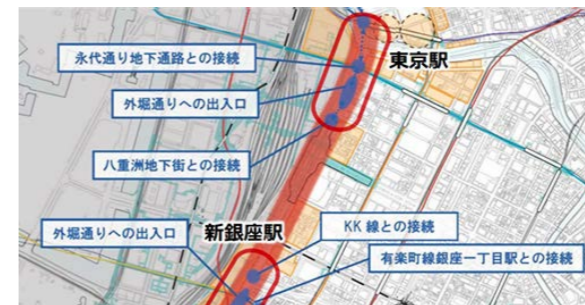 永代通り地下通路との接続
東京駅
外堀通りへの出入口
八重洲地下街との接続
外堀通りへの出入口
新銀座駅
KK 線との接続
有楽町線銀座一丁目駅との接続